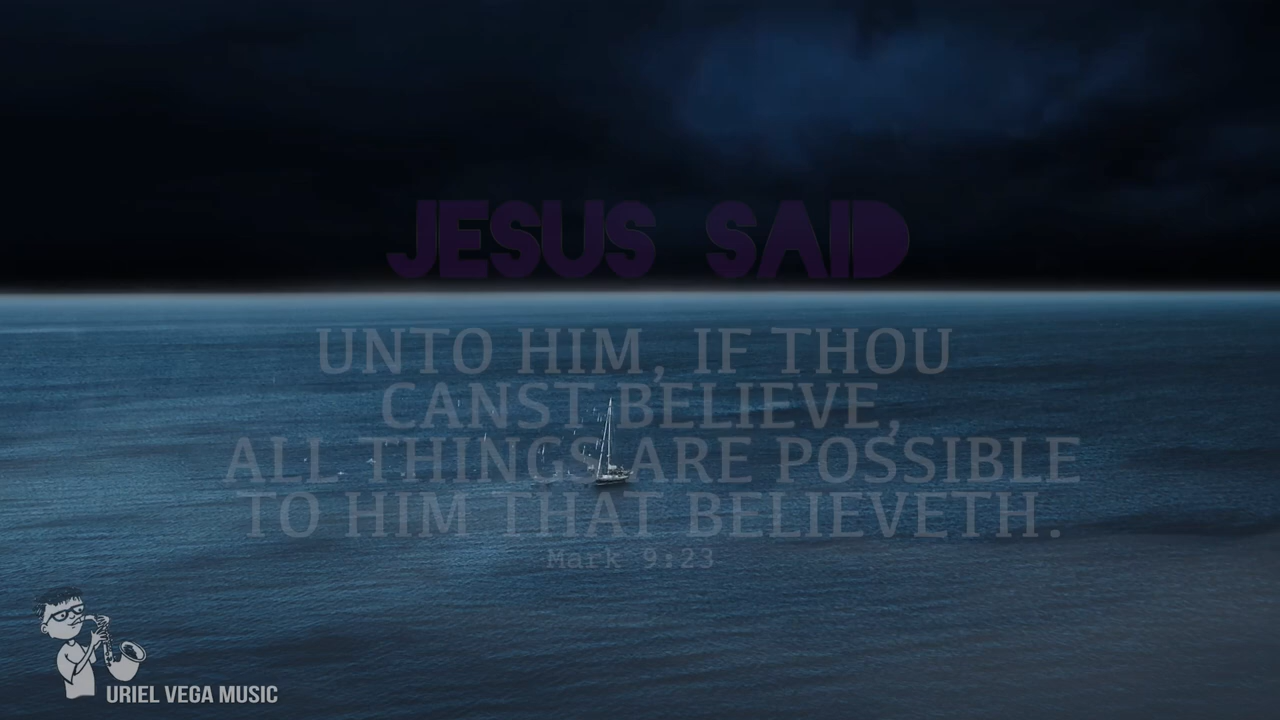 JESUS SAID
UNTO HIM, IF THOU
CANST BELIEVE,
ALL THINGS ARE POSSIBLE
TO HIM THAT BELIEVETH.
Mark 9:23
URIEL VEGA MUSIC